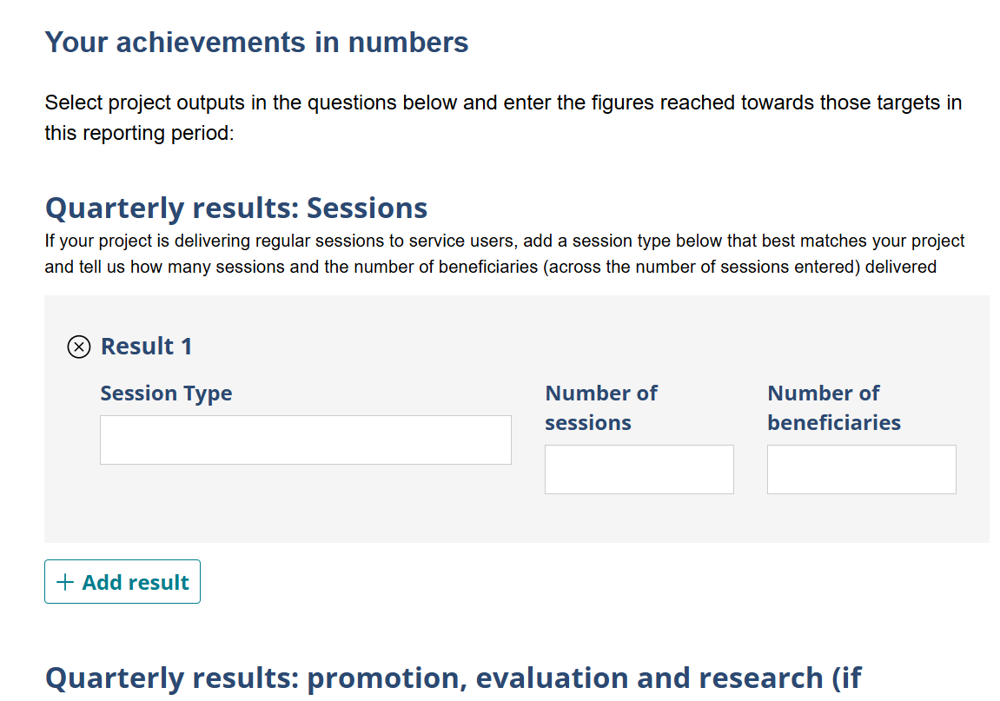 Your achievements in numbers
Select project outputs in the questions below and enter the figures reached towards those targets in
this reporting period:
Quarterly results: Sessions
If your project is delivering regular sessions to service users, add a session type below that best matches your project
and tell us how many sessions and the number of beneficiaries (across the number of sessions entered) delivered
Result 1
Session Type
Number of
sessions
Number of
beneficiaries
+ Add result
Quarterly results: promotion, evaluation and research (if